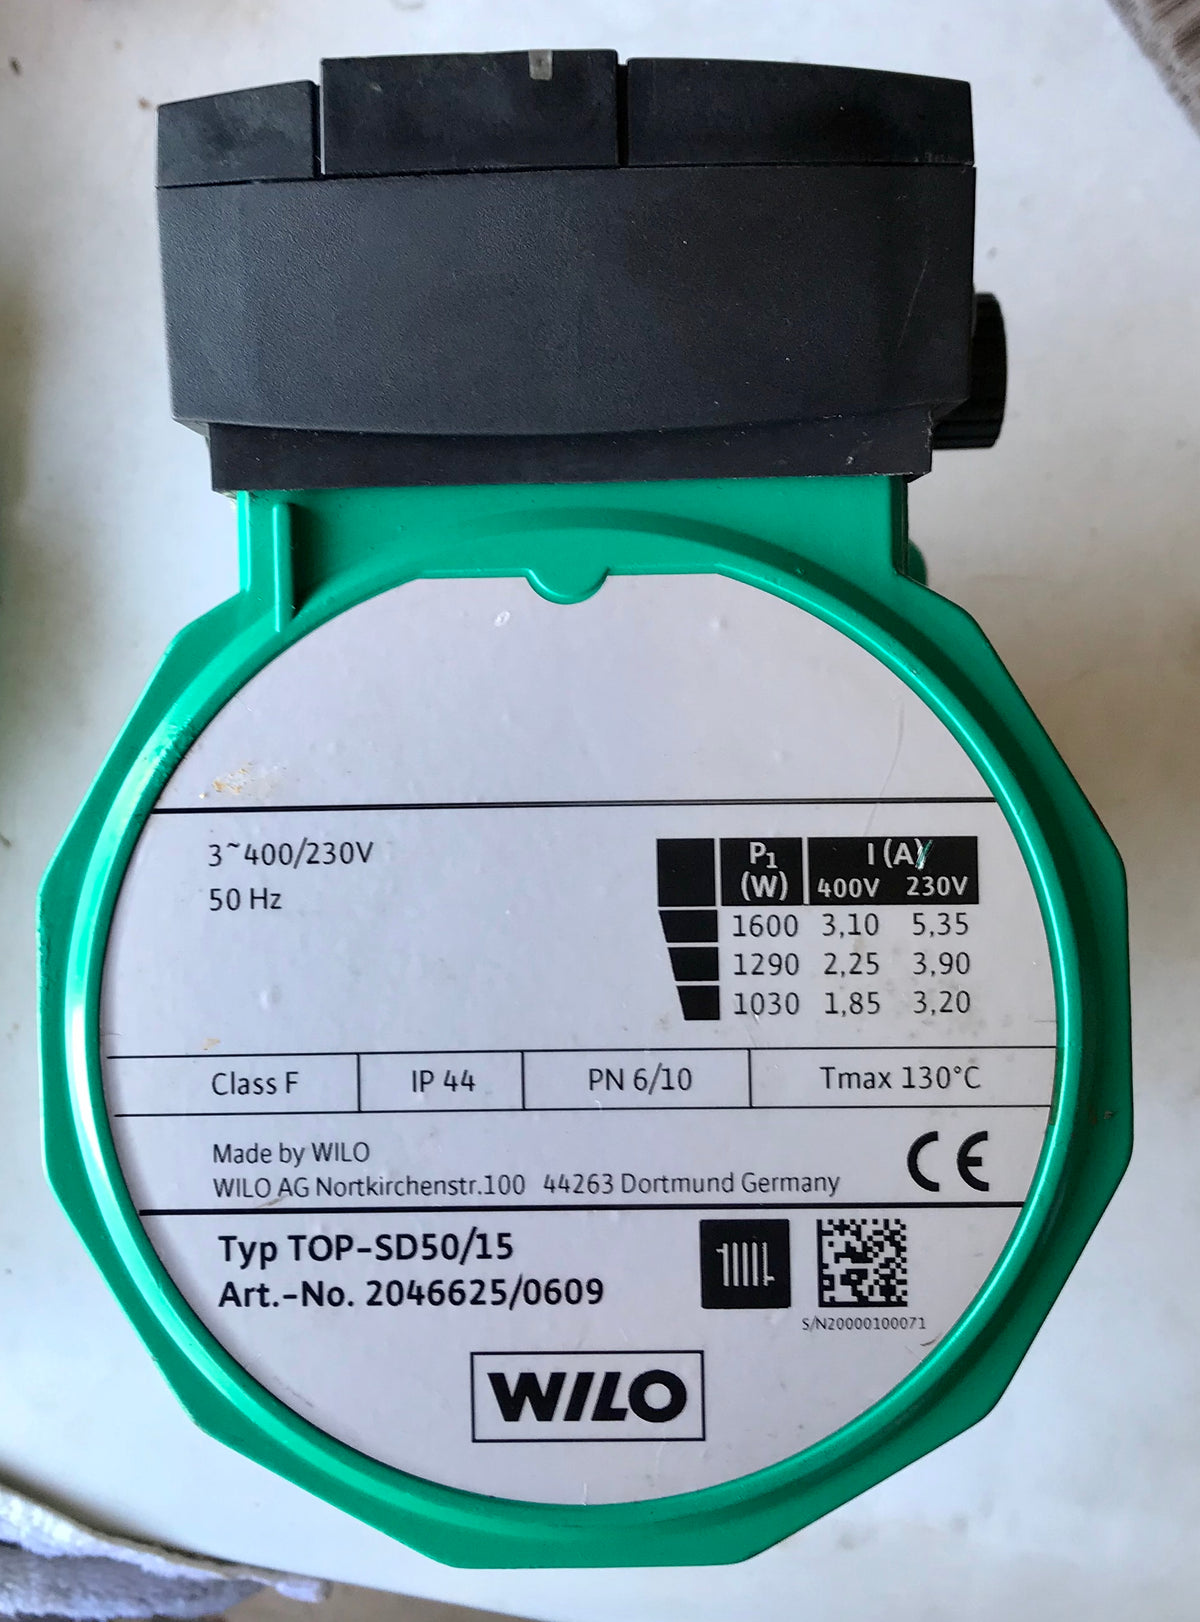 3~400/230V
50 Hz
P1 (W) I (A)
400V 230V
1600 3,10 5,35
1290 2,25 3,90
1030 1,85 3,20
Class F IP 44 PN 6/10 Tmax 130°C
Made by WILO
WILO AG Nortkirchenstr.100 44263 Dortmund Germany
CE
Typ TOP-SD50/15
Art.-No. 2046625/0609
S/N20000100071
WILO